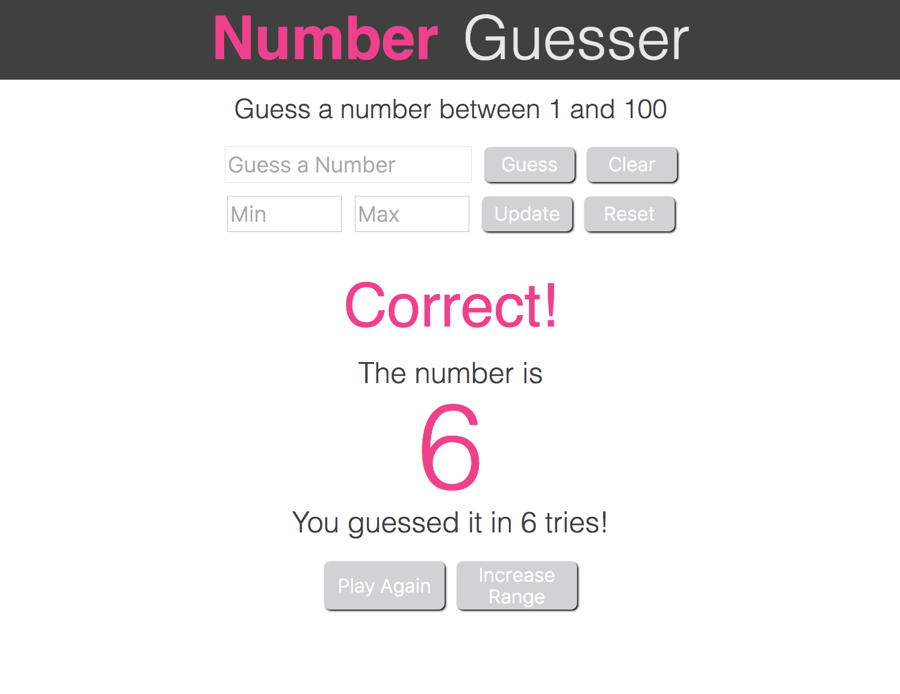 Number Guesser
Guess a number between 1 and 100
Guess a Number Guess Clear
Min Max Update Reset
Correct!
The number is
6
You guessed it in 6 tries!
Play Again Increase
Range